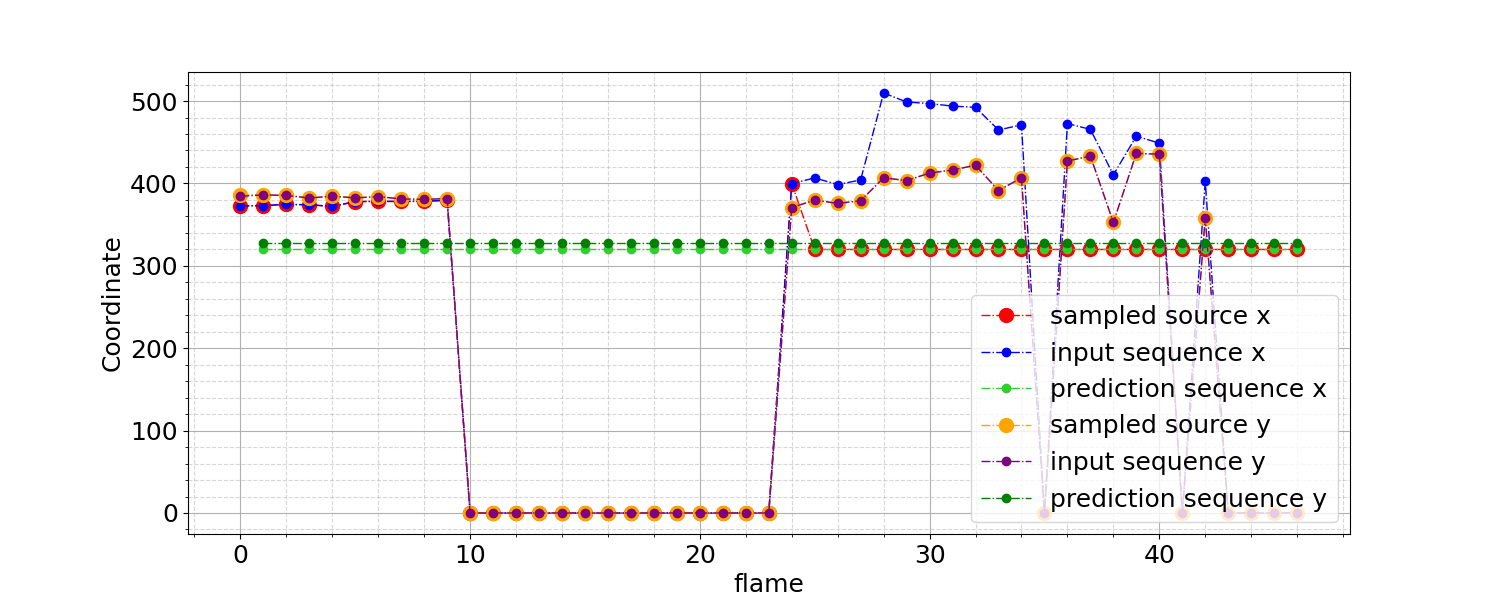 500
400
300
200
100
0
Coordinate
0 10 20 30 40
flame
sampled source x
input sequence x
prediction sequence x
sampled source y
input sequence y
prediction sequence y